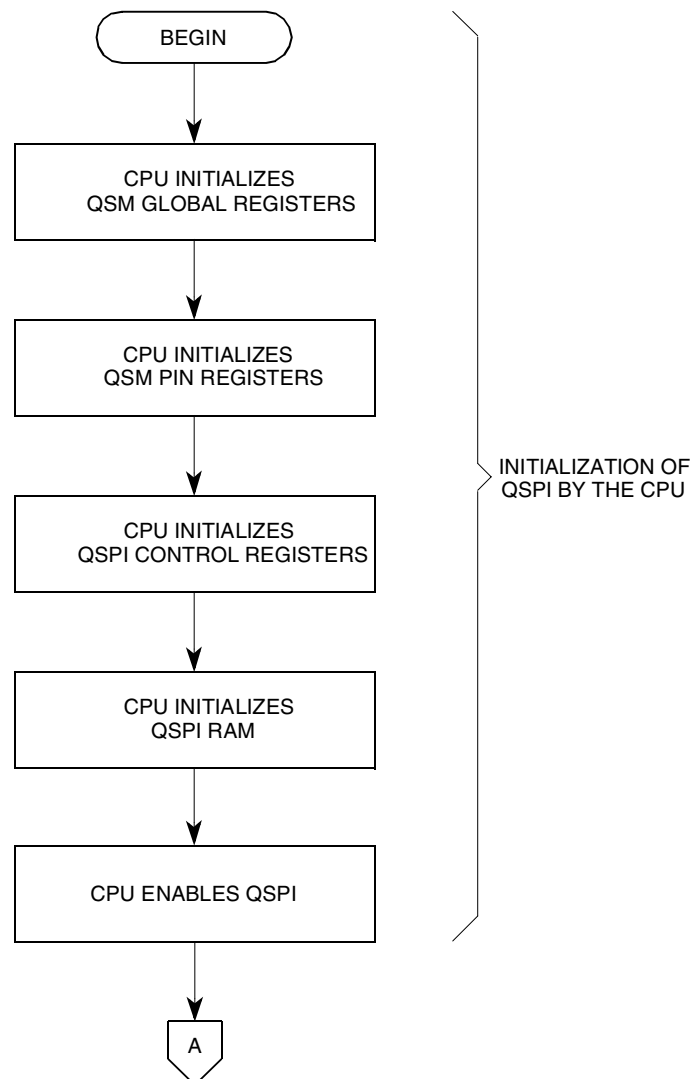 BEGIN
CPU INITIALIZES
QSM GLOBAL REGISTERS
CPU INITIALIZES
QSM PIN REGISTERS
INITIALIZATION OF
QSPI BY THE CPU
CPU INITIALIZES
QSPI CONTROL REGISTERS
CPU INITIALIZES
QSPI RAM
CPU ENABLES QSPI
A